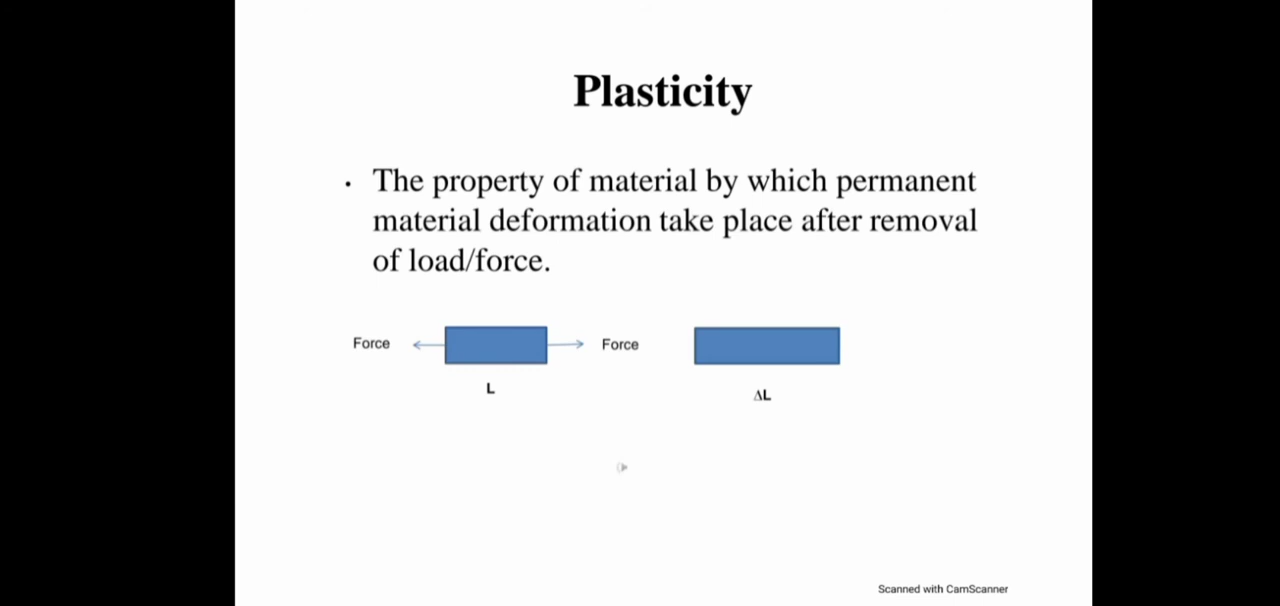 Plasticity
• The property of material by which permanent
material deformation take place after removal
of load/force.
Force Force
L
ΔL
Scanned with CamScanner